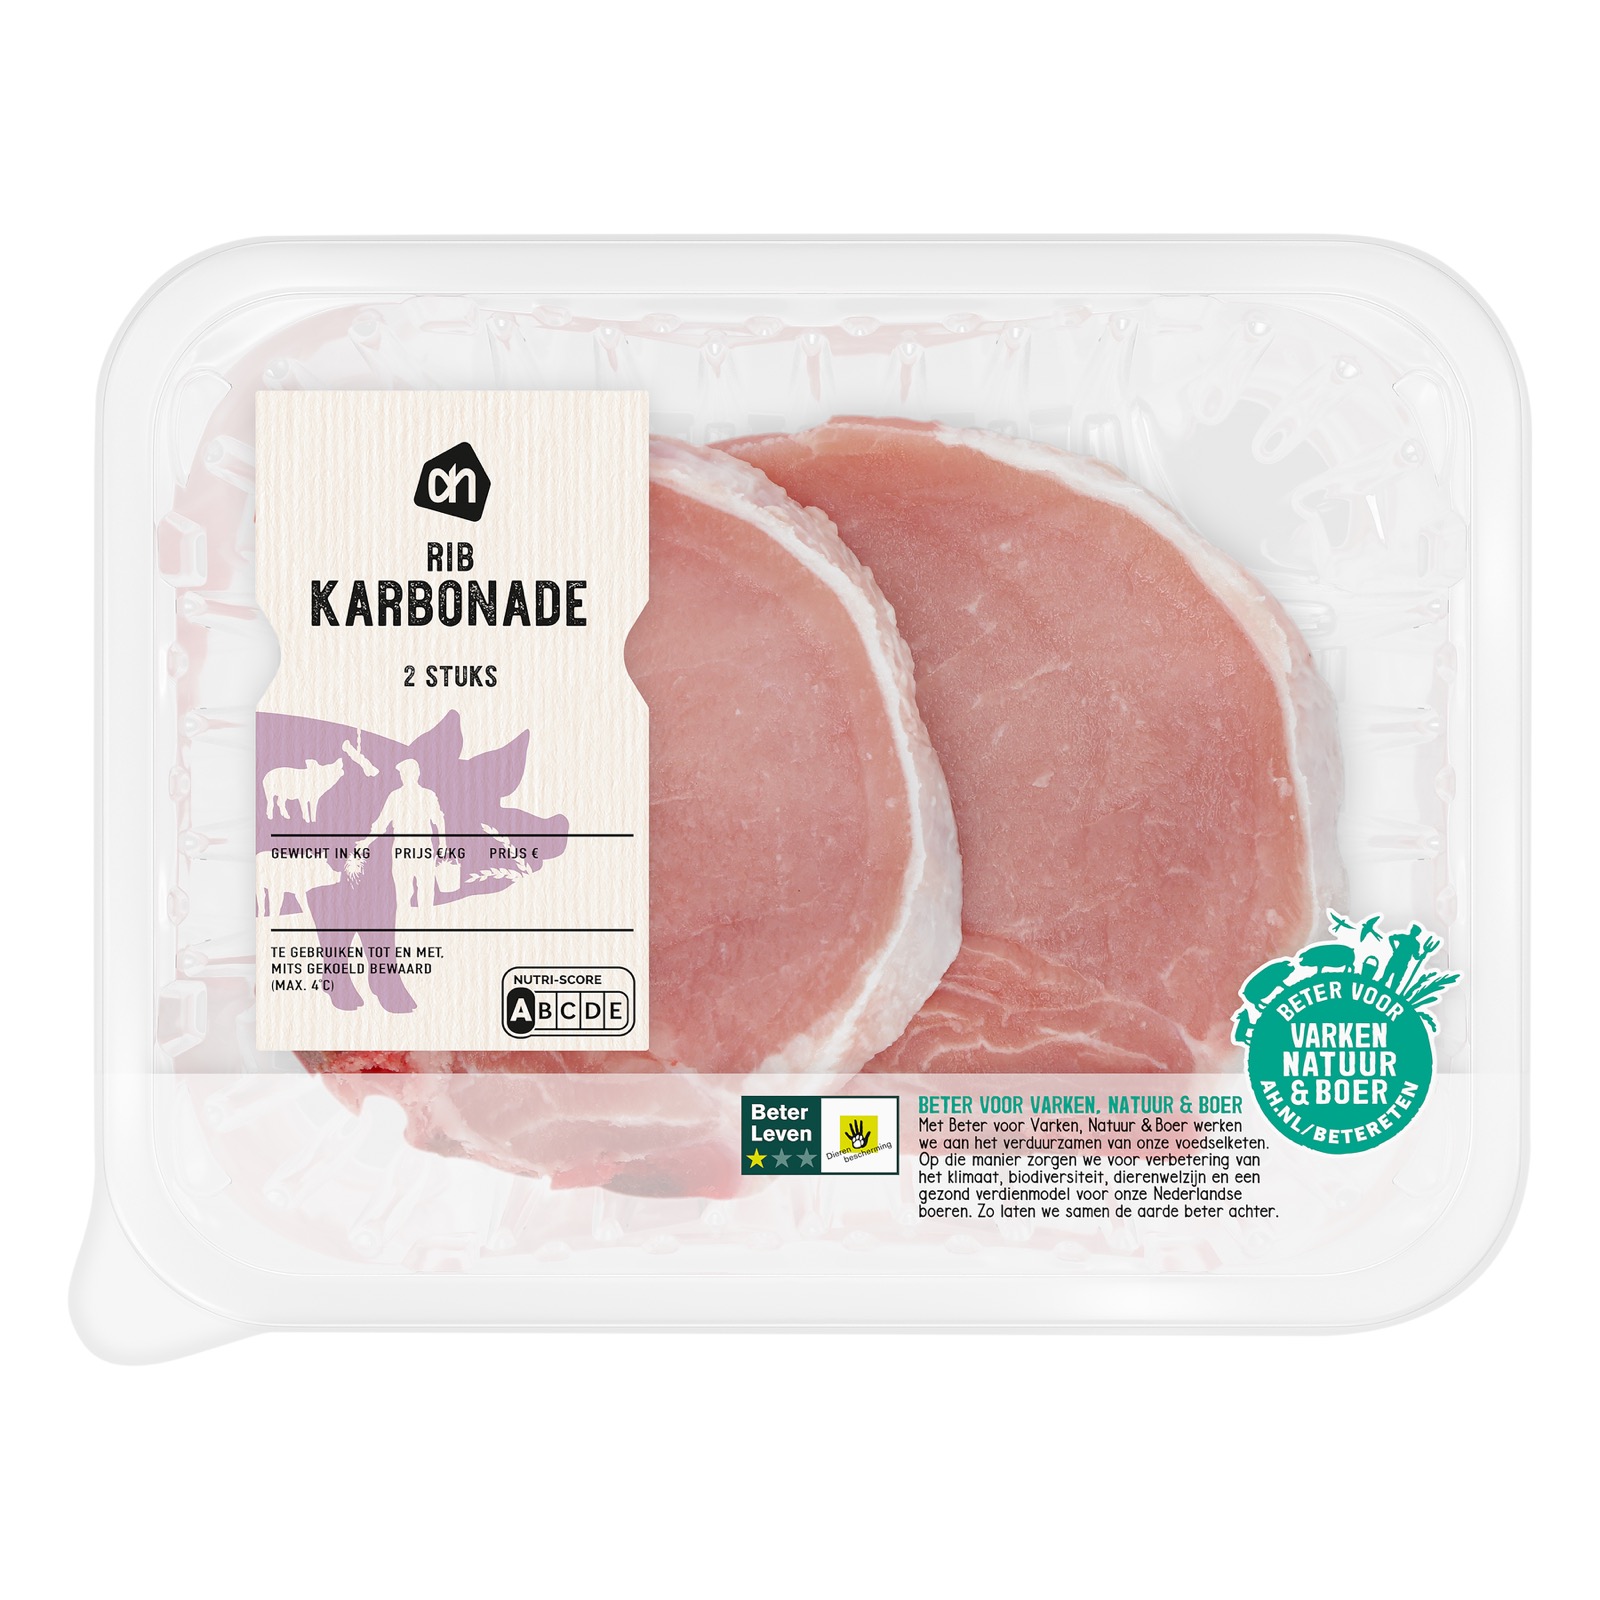 ah
RIB
KARBONADE
2 STUKS
GEWICHT IN KG PRIJS €/KG PRIJS €
TE GEBRUIKEN TOT EN MET,
MITS GEKOELD BEWAARD
(MAX. 4°C)
NUTRI-SCORE
A B C D E
Beter
Leven
Dieren
bescherming
BETER VOOR VARKEN, NATUUR & BOER
Met Beter voor Varken, Natuur & Boer werken
we aan het verduurzamen van onze voedselketen.
Op die manier zorgen we voor verbetering van
het klimaat, biodiversiteit, dierenwelzijn en een
gezond verdienmodel voor onze Nederlandse
boeren. Zo laten we samen de aarde beter achter.
BETER VOOR
VARKEN
NATUUR
& BOER
AH.NL/BETERETEN